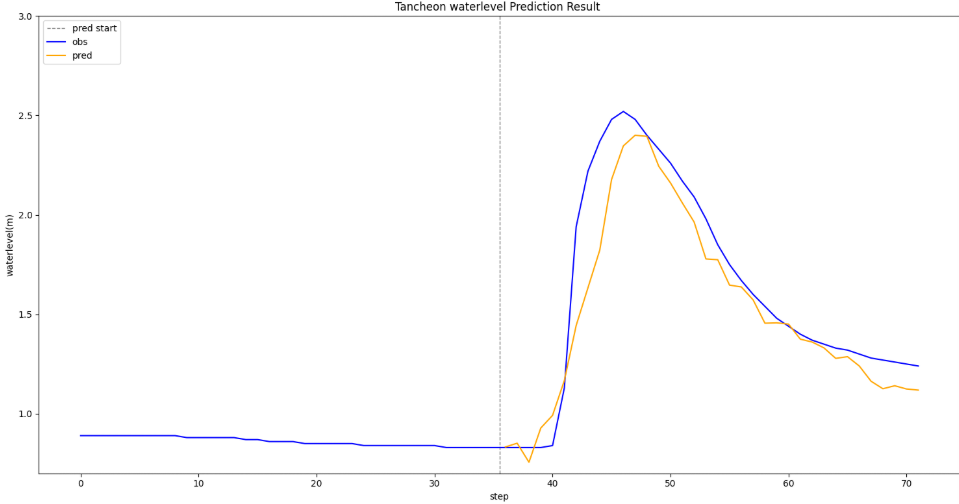 Tancheon waterlevel Prediction Result
pred start
obs
pred
waterlevel(m)
3.0
2.5
2.0
1.5
1.0
0 10 20 30 40 50 60 70
step